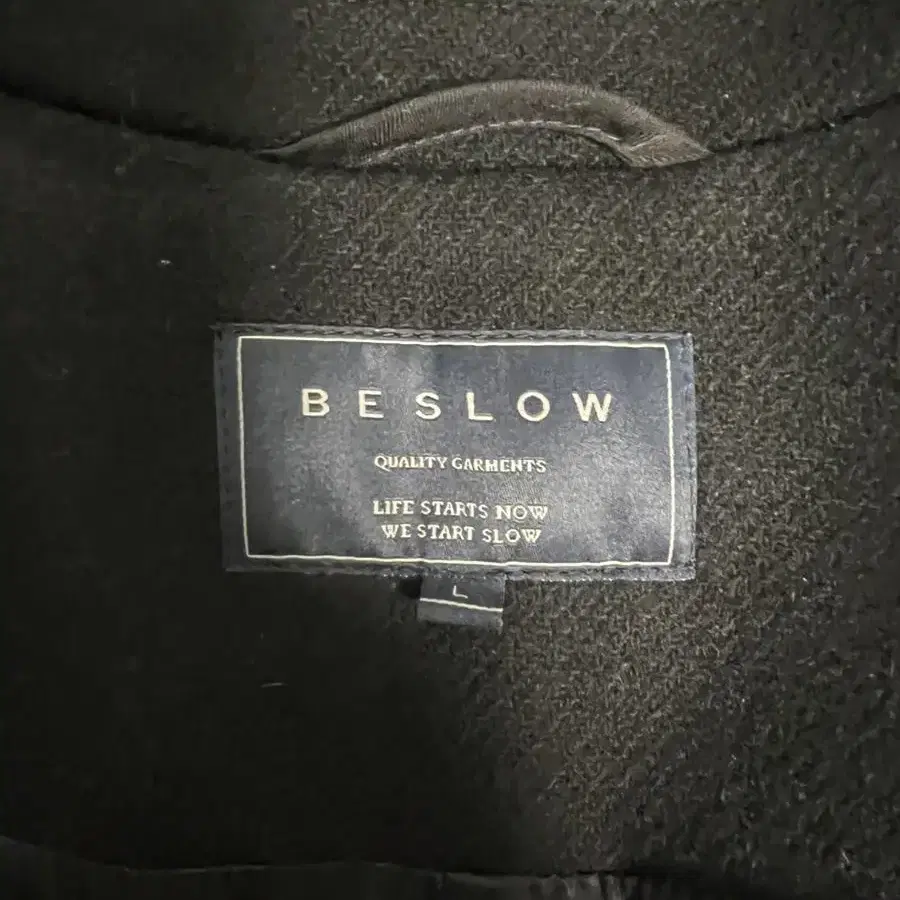 BESLOW
QUALITY GARMENTS
LIFE STARTS NOW
WE START SLOW
L